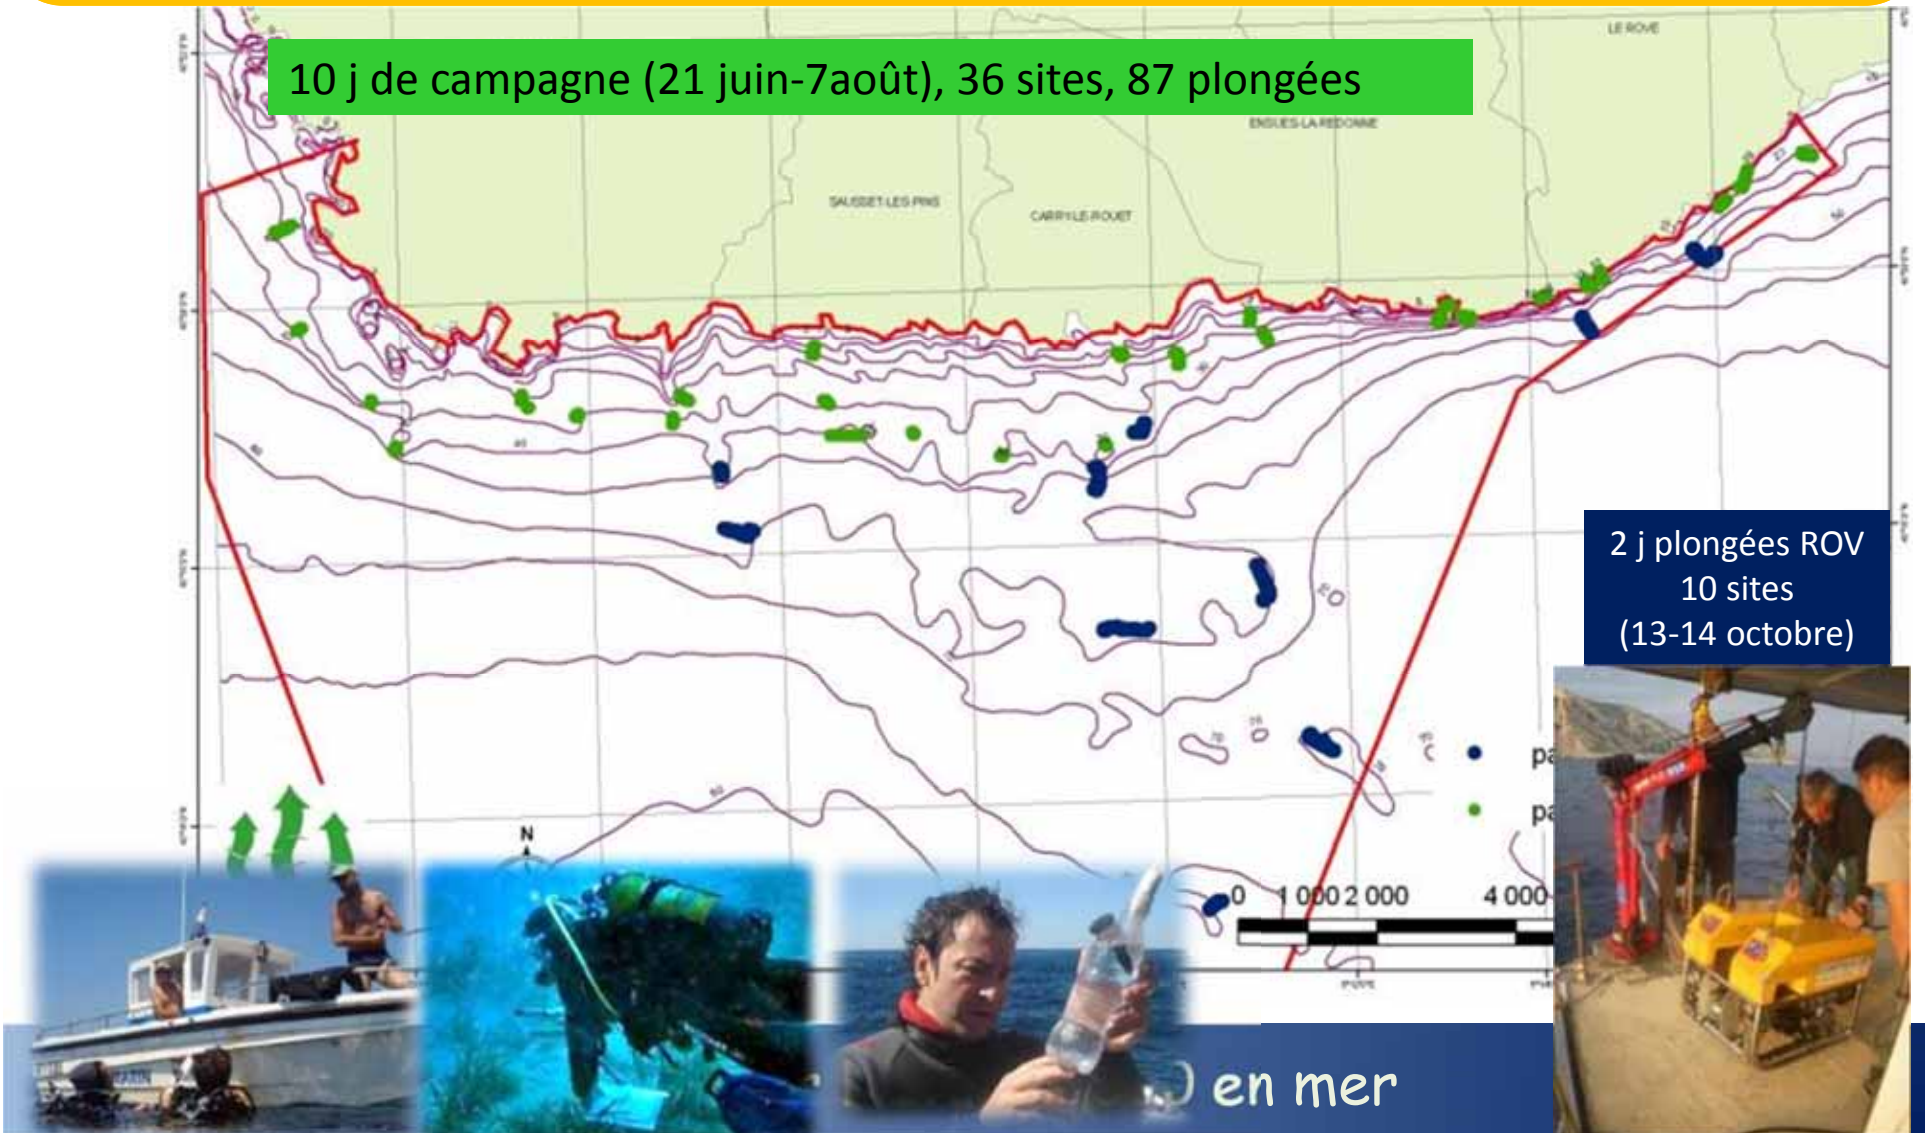 10 j de campagne (21 juin-7août), 36 sites, 87 plongées
LE ROVE
ENSUES-LA-REDONNE
SAUSSET-LES-PINS
CARRY-LE-ROUET
2 j plongées ROV
10 sites
(13-14 octobre)
pa
pa
N
0 1 000 2 000 4 000
en mer